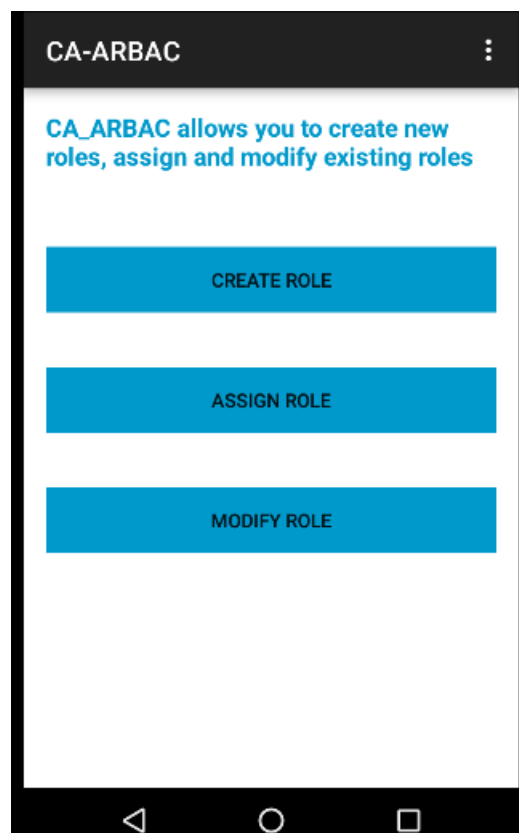 CA-ARBAC
CA_ARBAC allows you to create new
roles, assign and modify existing roles
CREATE ROLE
ASSIGN ROLE
MODIFY ROLE